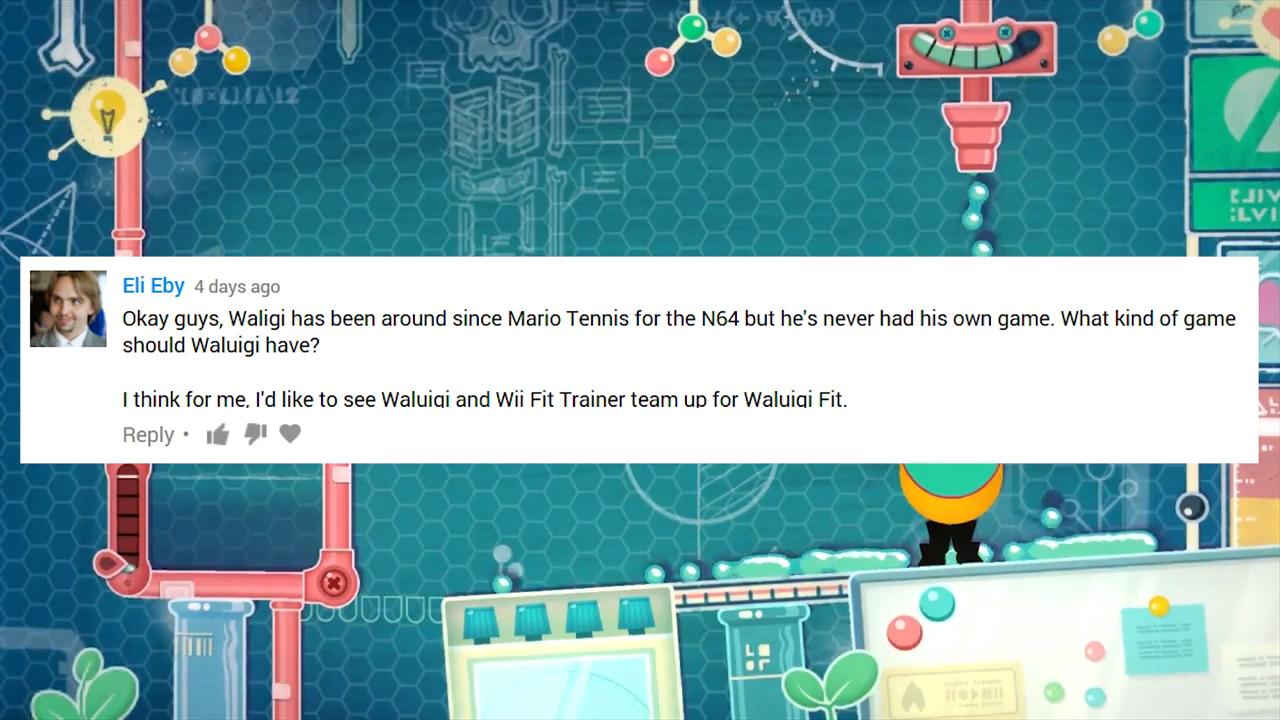 Eli Eby 4 days ago
Okay guys, Waligi has been around since Mario Tennis for the N64 but he's never had his own game. What kind of game
should Waluigi have?
I think for me, I'd like to see Waluigi and Wii Fit Trainer team up for Waluigi Fit.
Reply •